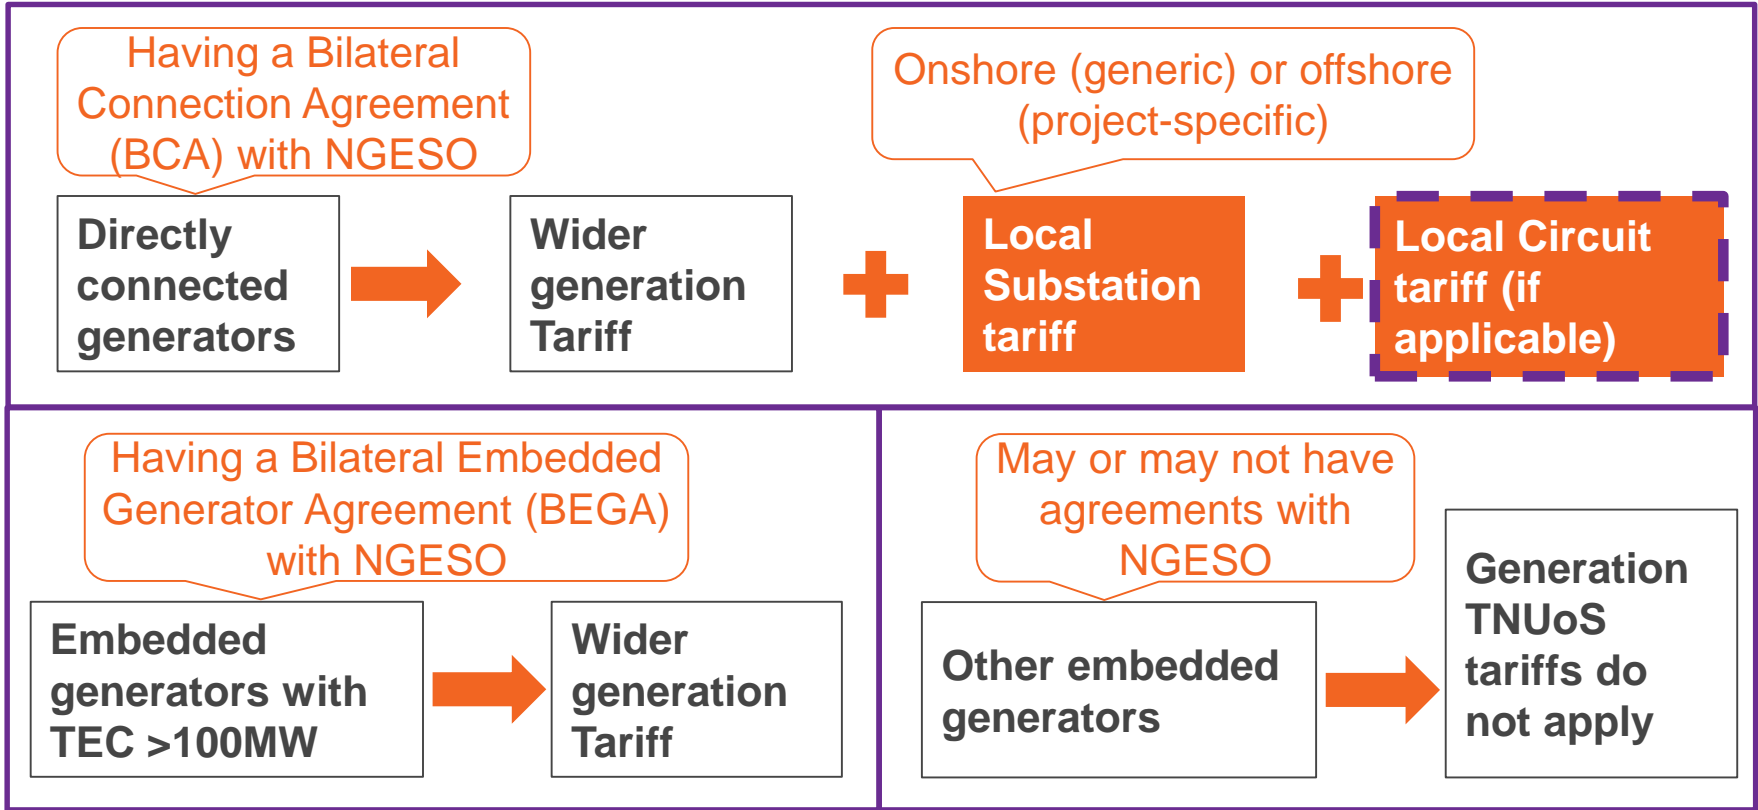 Having a Bilateral
Connection Agreement
(BCA) with NGESO
Onshore (generic) or offshore
(project-specific)
Directly
connected
generators
Wider
generation
Tariff
Local
Substation
tariff
Local Circuit
tariff (if
applicable)
Having a Bilateral Embedded
Generator Agreement (BEGA)
with NGESO
Embedded
generators with
TEC >100MW
Wider
generation
Tariff
May or may not have
agreements with
NGESO
Other embedded
generators
Generation
TNUoS
tariffs do
not apply